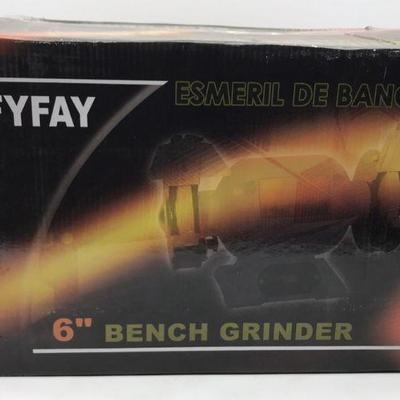 FYFAY
ESMERIL DE BANC
6" BENCH GRINDER